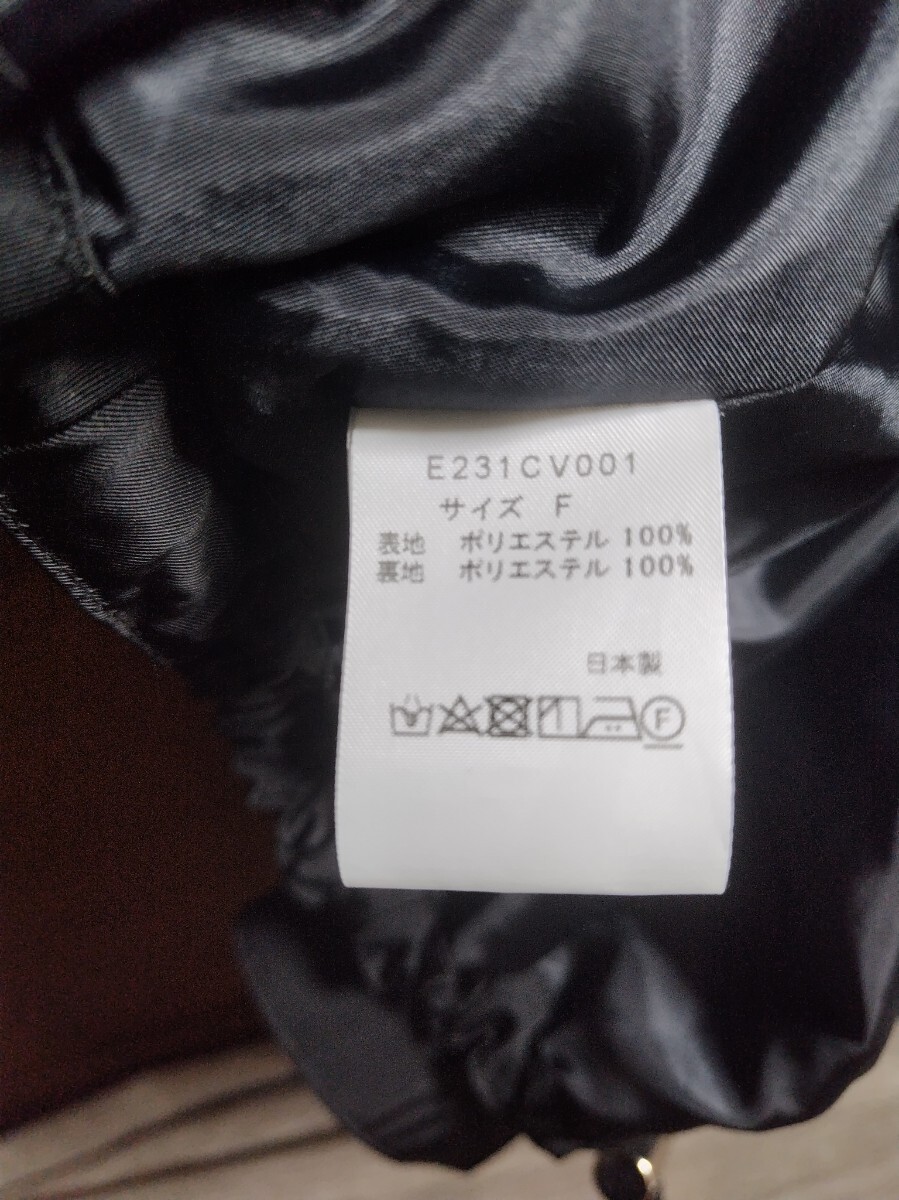 E231CV001
サイズ F
表地 ポリエステル 100%
裏地 ポリエステル 100%
日本製
F